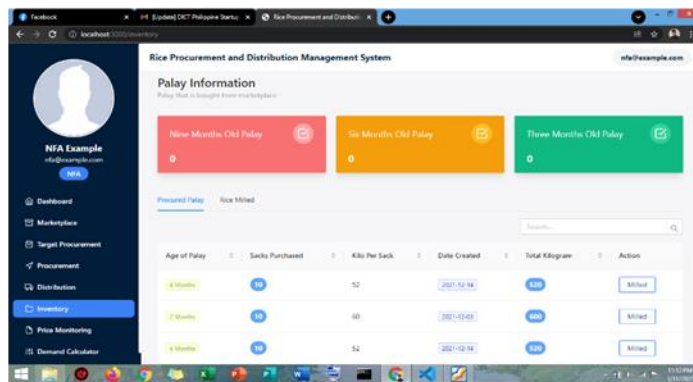 Facebook
[Update] DICT Philippine Startup
Rice Procurement and Distributi
localhost:3000/inventory
Rice Procurement and Distribution Management System
nfa@example.com
NFA Example
nfa@example.com
NFA
Dashboard
Marketplace
Target Procurement
Procurement
Distribution
Inventory
Price Monitoring
Demand Calculator
Palay Information
Palay that is bought from marketplace
Nine Months Old Palay
0
Six Months Old Palay
0
Three Months Old Palay
0
Procured Palay Rice Milled
Search...
Age of Palay Sacks Purchased Kilo Per Sack Date Created Total Kilogram Action
4 Months 10 52 2021-12-14 520 Milled
2 Months 10 60 2021-12-03 600 Milled
4 Months 10 52 2021-12-14 520 Milled